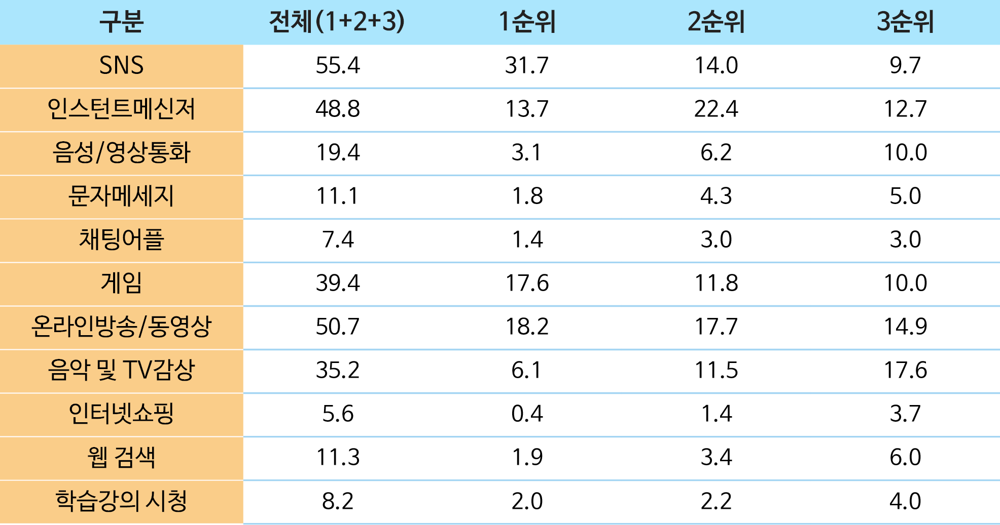 구분 전체(1+2+3) 1순위 2순위 3순위
SNS 55.4 31.7 14.0 9.7
인스턴트메신저 48.8 13.7 22.4 12.7
음성/영상통화 19.4 3.1 6.2 10.0
문자메세지 11.1 1.8 4.3 5.0
채팅어플 7.4 1.4 3.0 3.0
게임 39.4 17.6 11.8 10.0
온라인방송/동영상 50.7 18.2 17.7 14.9
음악 및 TV감상 35.2 6.1 11.5 17.6
인터넷쇼핑 5.6 0.4 1.4 3.7
웹 검색 11.3 1.9 3.4 6.0
학습강의 시청 8.2 2.0 2.2 4.0